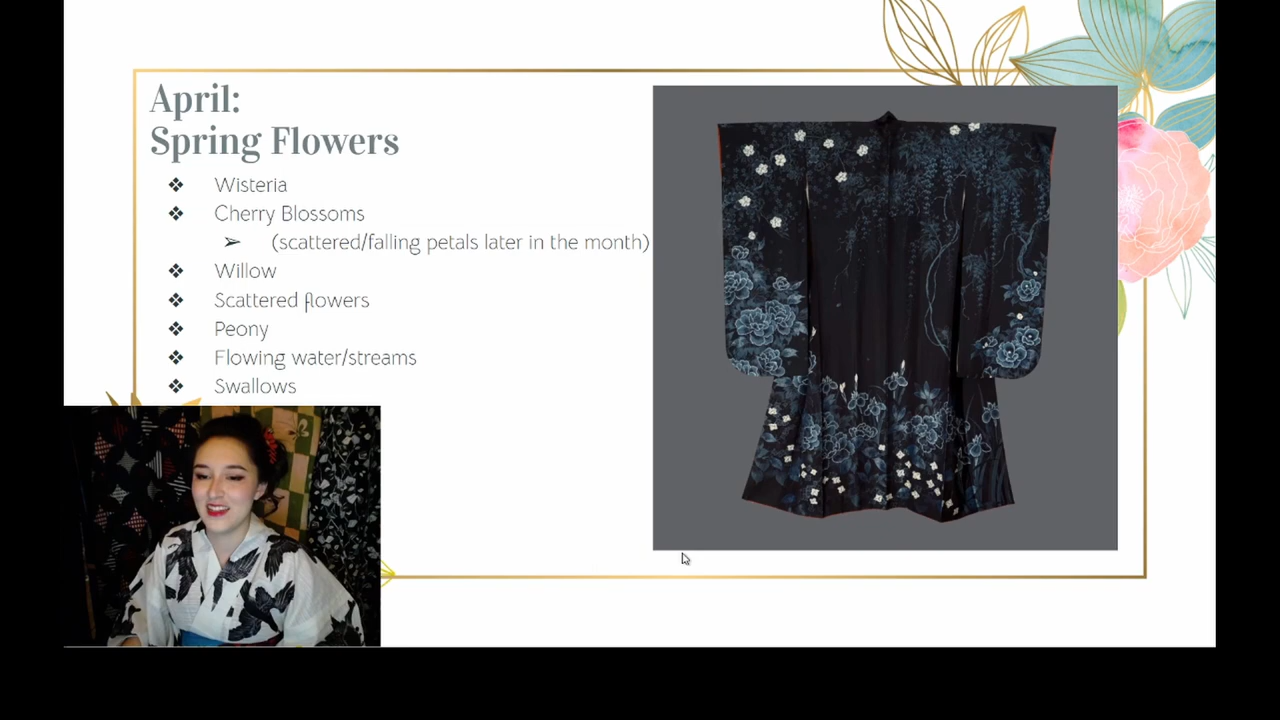 April:
Spring Flowers
❖ Wisteria
❖ Cherry Blossoms
➢ (scattered/falling petals later in the month)
❖ Willow
❖ Scattered flowers
❖ Peony
❖ Flowing water/streams
❖ Swallows